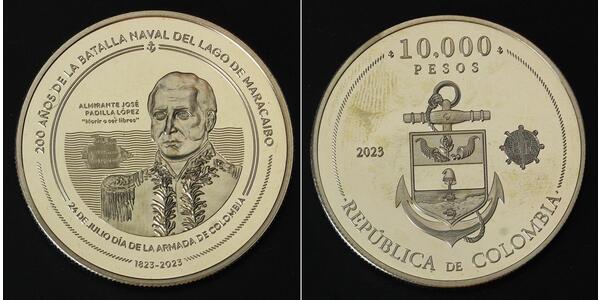 200 AÑOS DE LA BATALLA NAVAL DEL LAGO DE MARACAIBO
ALMIRANTE JOSÉ
PADILLA LÓPEZ
"Morir o ser libres"
24 DE JULIO DÍA DE LA ARMADA DE COLOMBIA
1823-2023
10.000
PESOS
2023
REPÚBLICA DE COLOMBIA